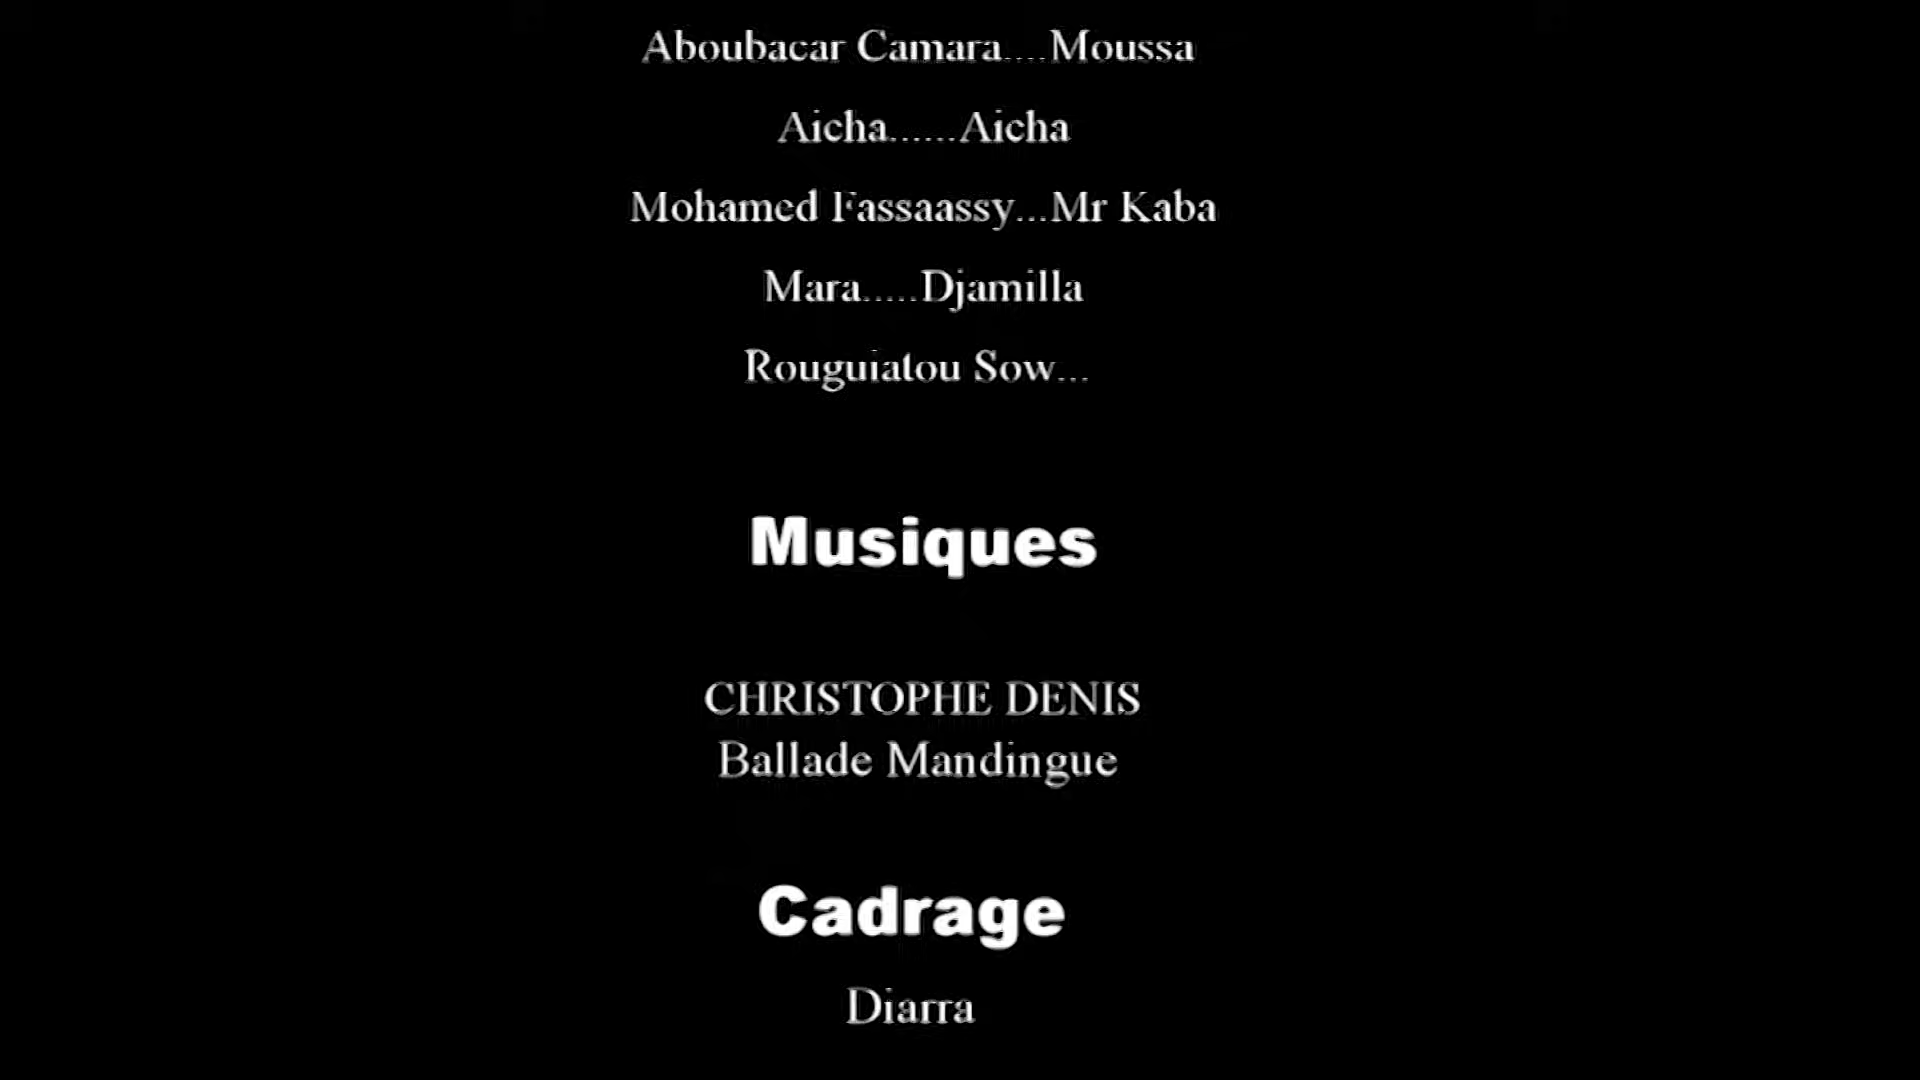 Aboubacar Camara....Moussa
Aicha......Aicha
Mohamed Fassaassy...Mr Kaba
Mara.....Djamilla
Rouguiatou Sow...
Musiques
CHRISTOPHE DENIS
Ballade Mandingue
Cadrage
Diarra